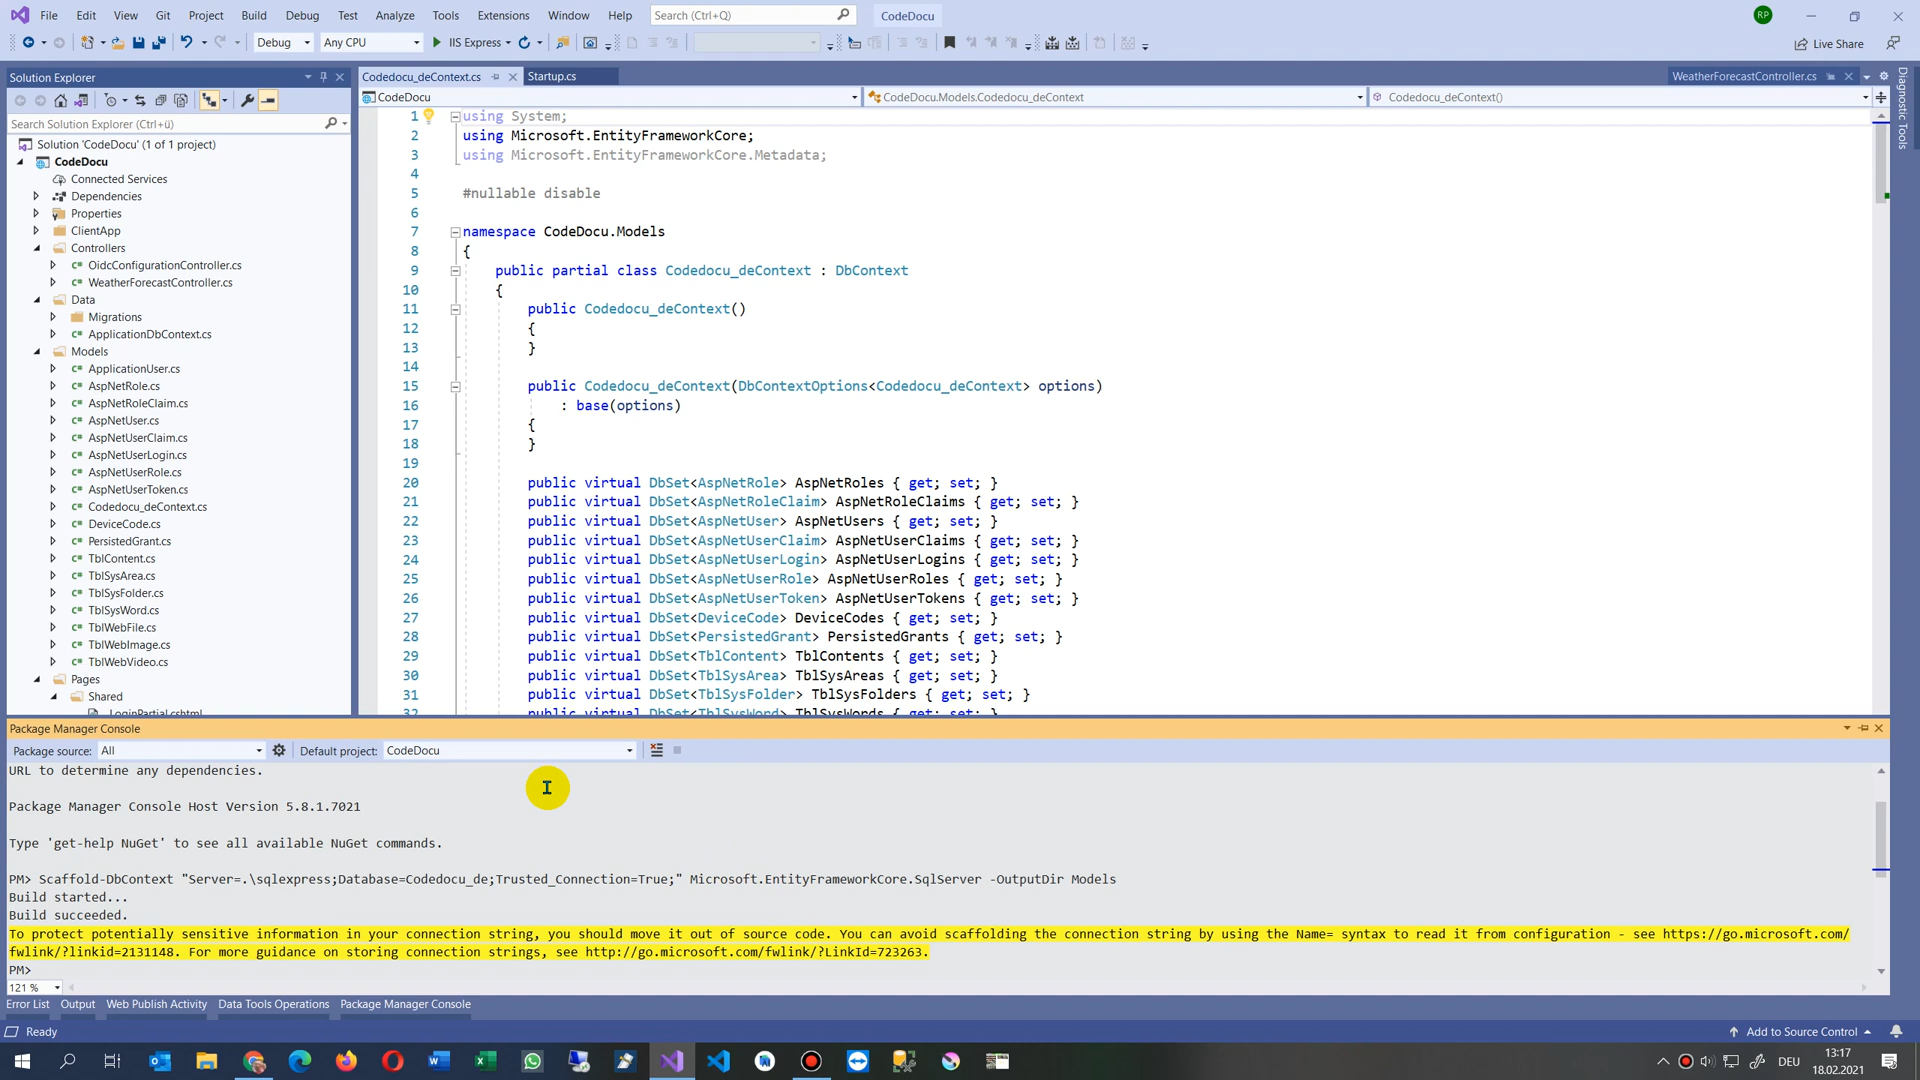 File Edit View Git Project Build Debug Test Analyze Tools Extensions Window Help Search (Ctrl+Q) CodeDocu RP
Debug Any CPU IIS Express Live Share
Solution Explorer
Search Solution Explorer (Ctrl+ü)
Solution 'CodeDocu' (1 of 1 project)
CodeDocu
Connected Services
Dependencies
Properties
ClientApp
Controllers
OidcConfigurationController.cs
WeatherForecastController.cs
Data
Migrations
ApplicationDbContext.cs
Models
ApplicationUser.cs
AspNetRole.cs
AspNetRoleClaim.cs
AspNetUser.cs
AspNetUserClaim.cs
AspNetUserLogin.cs
AspNetUserRole.cs
AspNetUserToken.cs
Codedocu_deContext.cs
DeviceCode.cs
PersistedGrant.cs
TblContent.cs
TblSysArea.cs
TblSysFolder.cs
TblSysWord.cs
TblWebFile.cs
TblWebImage.cs
TblWebVideo.cs
Pages
Shared
_LoginPartial.cshtml
Codedocu_deContext.cs Startup.cs WeatherForecastController.cs
CodeDocu CodeDocu.Models.Codedocu_deContext Codedocu_deContext()
Diagnostic Tools
1 using System;
2 using Microsoft.EntityFrameworkCore;
3 using Microsoft.EntityFrameworkCore.Metadata;
4
5 #nullable disable
6
7 namespace CodeDocu.Models
8 {
9 public partial class Codedocu_deContext : DbContext
10 {
11 public Codedocu_deContext()
12 {
13 }
14
15 public Codedocu_deContext(DbContextOptions<Codedocu_deContext> options)
16 : base(options)
17 {
18 }
19
20 public virtual DbSet<AspNetRole> AspNetRoles { get; set; }
21 public virtual DbSet<AspNetRoleClaim> AspNetRoleClaims { get; set; }
22 public virtual DbSet<AspNetUser> AspNetUsers { get; set; }
23 public virtual DbSet<AspNetUserClaim> AspNetUserClaims { get; set; }
24 public virtual DbSet<AspNetUserLogin> AspNetUserLogins { get; set; }
25 public virtual DbSet<AspNetUserRole> AspNetUserRoles { get; set; }
26 public virtual DbSet<AspNetUserToken> AspNetUserTokens { get; set; }
27 public virtual DbSet<DeviceCode> DeviceCodes { get; set; }
28 public virtual DbSet<PersistedGrant> PersistedGrants { get; set; }
29 public virtual DbSet<TblContent> TblContents { get; set; }
30 public virtual DbSet<TblSysArea> TblSysAreas { get; set; }
31 public virtual DbSet<TblSysFolder> TblSysFolders { get; set; }
32 public virtual DbSet<TblSysWord> TblSysWords { get; set; }
Package Manager Console
Package source: All Default project: CodeDocu
URL to determine any dependencies.
Package Manager Console Host Version 5.8.1.7021
Type 'get-help NuGet' to see all available NuGet commands.
PM> Scaffold-DbContext "Server=.\sqlexpress;Database=Codedocu_de;Trusted_Connection=True;" Microsoft.EntityFrameworkCore.SqlServer -OutputDir Models
Build started...
Build succeeded.
To protect potentially sensitive information in your connection string, you should move it out of source code. You can avoid scaffolding the connection string by using the Name= syntax to read it from configuration - see https://go.microsoft.com/
fwlink/?linkid=2131148. For more guidance on storing connection strings, see http://go.microsoft.com/fwlink/?LinkId=723263.
PM>
121 %
Error List Output Web Publish Activity Data Tools Operations Package Manager Console
Ready Add to Source Control
DEU 13:17
18.02.2021